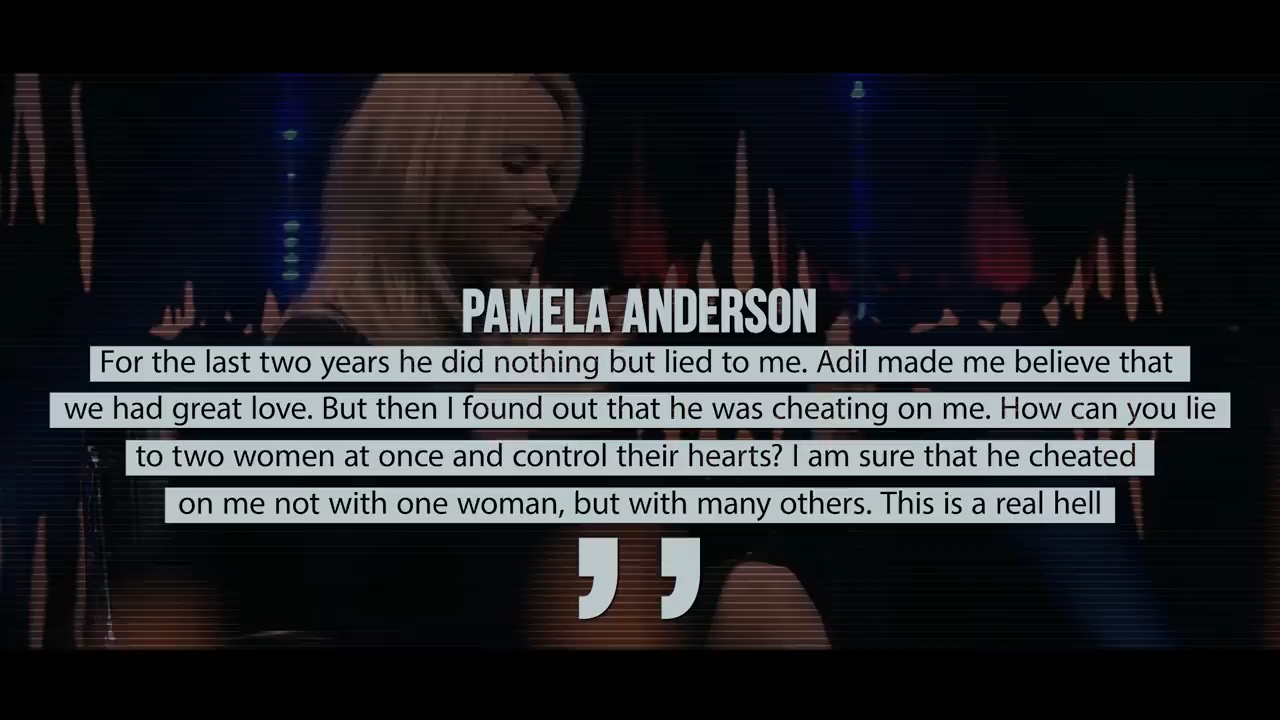 PAMELA ANDERSON
For the last two years he did nothing but lied to me. Adil made me believe that
we had great love. But then I found out that he was cheating on me. How can you lie
to two women at once and control their hearts? I am sure that he cheated
on me not with one woman, but with many others. This is a real hell
”